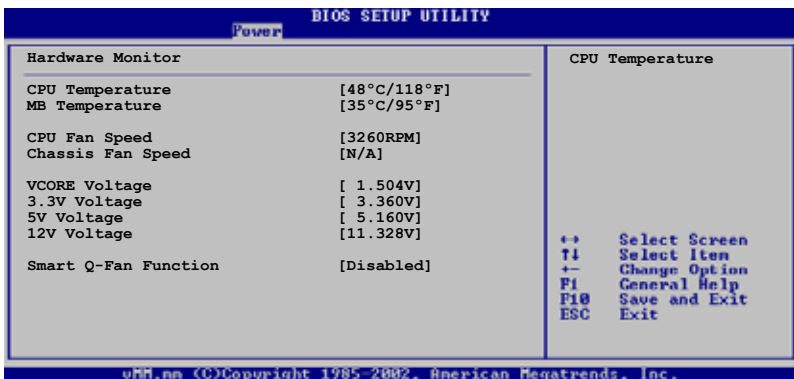 BIOS SETUP UTILITY
Power
Hardware Monitor
CPU Temperature [48°C/118°F]
MB Temperature [35°C/95°F]
CPU Fan Speed [3260RPM]
Chassis Fan Speed [N/A]
VCORE Voltage [ 1.504V]
3.3V Voltage [ 3.360V]
5V Voltage [ 5.160V]
12V Voltage [11.328V]
Smart Q-Fan Function [Disabled]
CPU Temperature
←→ Select Screen
↑↓ Select Item
+- Change Option
F1 General Help
F10 Save and Exit
ESC Exit
vMM.mm (C)Copyright 1985-2002, American Megatrends, Inc.